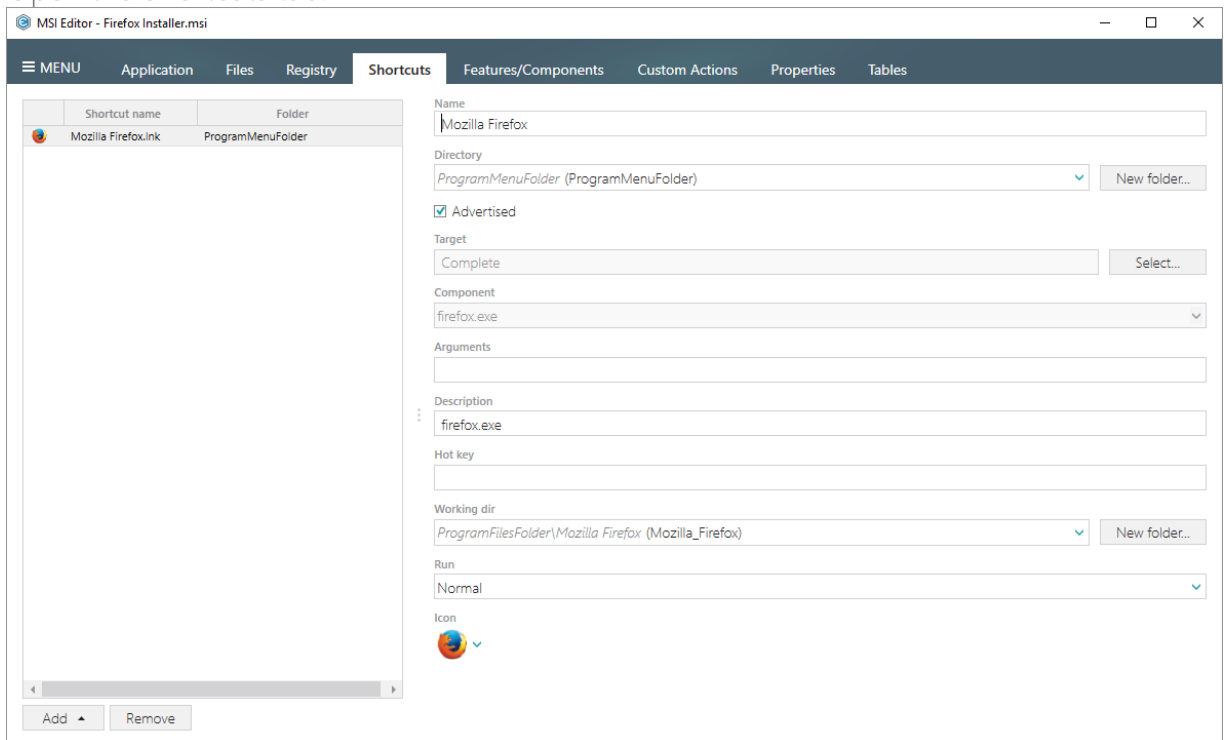 MSI Editor - Firefox Installer.msi
MENU Application Files Registry Shortcuts Features/Components Custom Actions Properties Tables
Shortcut name Folder
Mozilla Firefox.lnk ProgramMenuFolder
Name
Mozilla Firefox
Directory
ProgramMenuFolder (ProgramMenuFolder)
New folder...
Advertised
Target
Complete
Select...
Component
firefox.exe
Arguments
Description
firefox.exe
Hot key
Working dir
ProgramFilesFolder\Mozilla Firefox (Mozilla_Firefox)
New folder...
Run
Normal
Icon
Add Remove